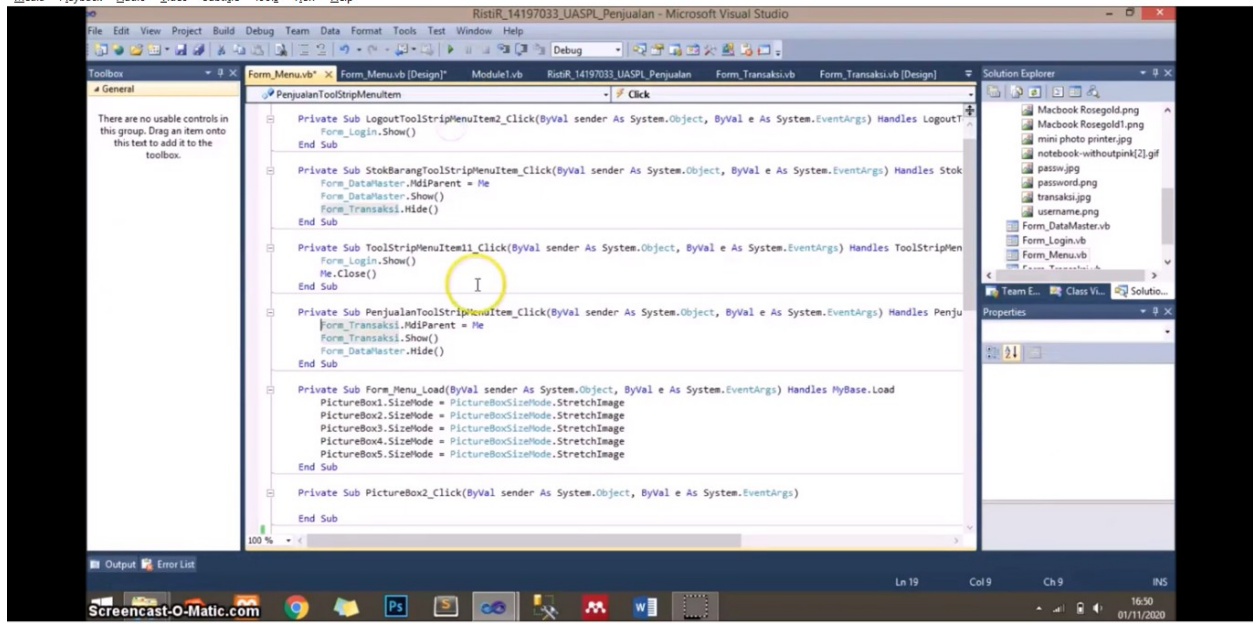 RistiR_14197033_UASPL_Penjualan - Microsoft Visual Studio
File Edit View Project Build Debug Team Data Format Tools Test Window Help
Debug
Toolbox
General
There are no usable controls in
this group. Drag an item onto
this text to add it to the
toolbox.
Form_Menu.vb* Form_Menu.vb [Design]* Module1.vb RistiR_14197033_UASPL_Penjualan Form_Transaksi.vb Form_Transaksi.vb [Design]
PenjualanToolStripMenuItem Click
Private Sub LogoutToolStripMenuItem2_Click(ByVal sender As System.Object, ByVal e As System.EventArgs) Handles LogoutT
Form_Login.Show()
End Sub
Private Sub StokBarangToolStripMenuItem_Click(ByVal sender As System.Object, ByVal e As System.EventArgs) Handles Stok
Form_DataMaster.MdiParent = Me
Form_DataMaster.Show()
Form_Transaksi.Hide()
End Sub
Private Sub ToolStripMenuItem11_Click(ByVal sender As System.Object, ByVal e As System.EventArgs) Handles ToolStripMen
Form_Login.Show()
Me.Close()
End Sub
Private Sub PenjualanToolStripMenuItem_Click(ByVal sender As System.Object, ByVal e As System.EventArgs) Handles Penju
Form_Transaksi.MdiParent = Me
Form_Transaksi.Show()
Form_DataMaster.Hide()
End Sub
Private Sub Form_Menu_Load(ByVal sender As System.Object, ByVal e As System.EventArgs) Handles MyBase.Load
PictureBox1.SizeMode = PictureBoxSizeMode.StretchImage
PictureBox2.SizeMode = PictureBoxSizeMode.StretchImage
PictureBox3.SizeMode = PictureBoxSizeMode.StretchImage
PictureBox4.SizeMode = PictureBoxSizeMode.StretchImage
PictureBox5.SizeMode = PictureBoxSizeMode.StretchImage
End Sub
Private Sub PictureBox2_Click(ByVal sender As System.Object, ByVal e As System.EventArgs)
End Sub
100 %
Solution Explorer
Macbook Rosegold.png
Macbook Rosegold1.png
mini photo printer.jpg
notebook-withoutpink[2].gif
passw.jpg
password.png
transaksi.jpg
username.png
Form_DataMaster.vb
Form_Login.vb
Form_Menu.vb
Team E... Class Vi... Solutio...
Properties
Output Error List
Ln 19 Col 9 Ch 9 INS
Screencast-O-Matic.com
Ps
S
W
16:50
01/11/2020